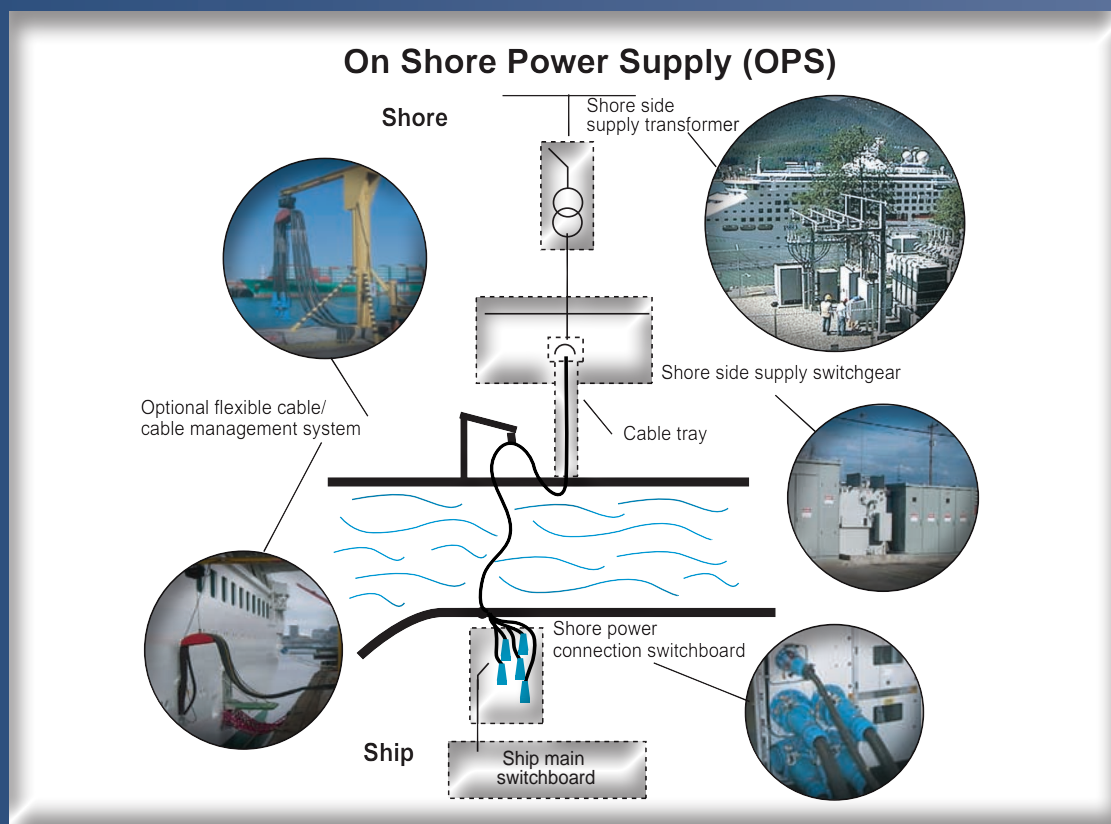 On Shore Power Supply (OPS)
Shore
Shore side
supply transformer
Shore side supply switchgear
Optional flexible cable/
cable management system
Cable tray
Shore power
connection switchboard
Ship
Ship main
switchboard